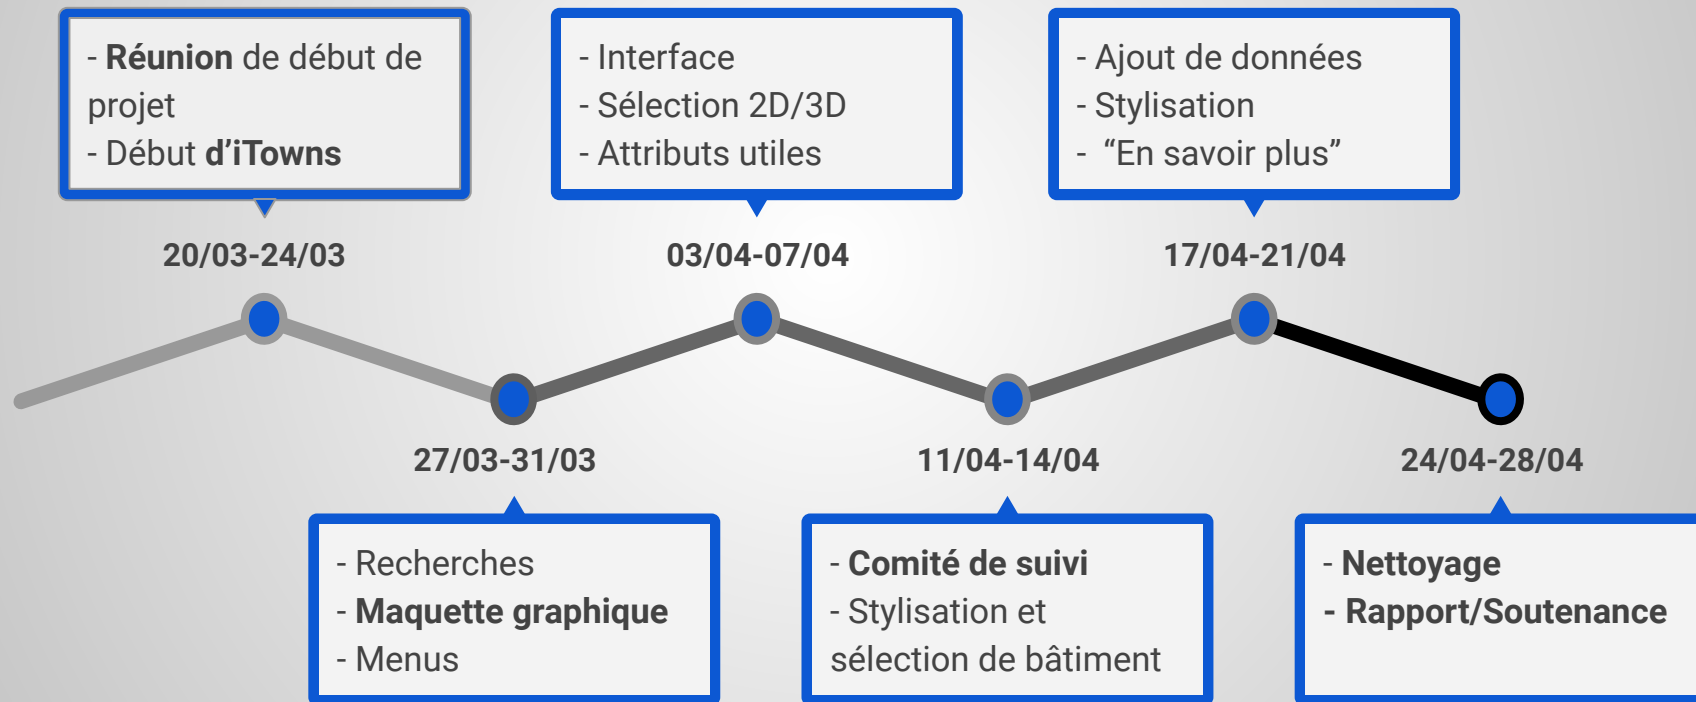 - Réunion de début de
projet
- Début d’iTowns
- Interface
- Sélection 2D/3D
- Attributs utiles
- Ajout de données
- Stylisation
-  “En savoir plus”
20/03-24/03
03/04-07/04
17/04-21/04
27/03-31/03
11/04-14/04
24/04-28/04
- Recherches
- Maquette graphique
- Menus
- Comité de suivi
- Stylisation et
sélection de bâtiment
- Nettoyage
- Rapport/Soutenance